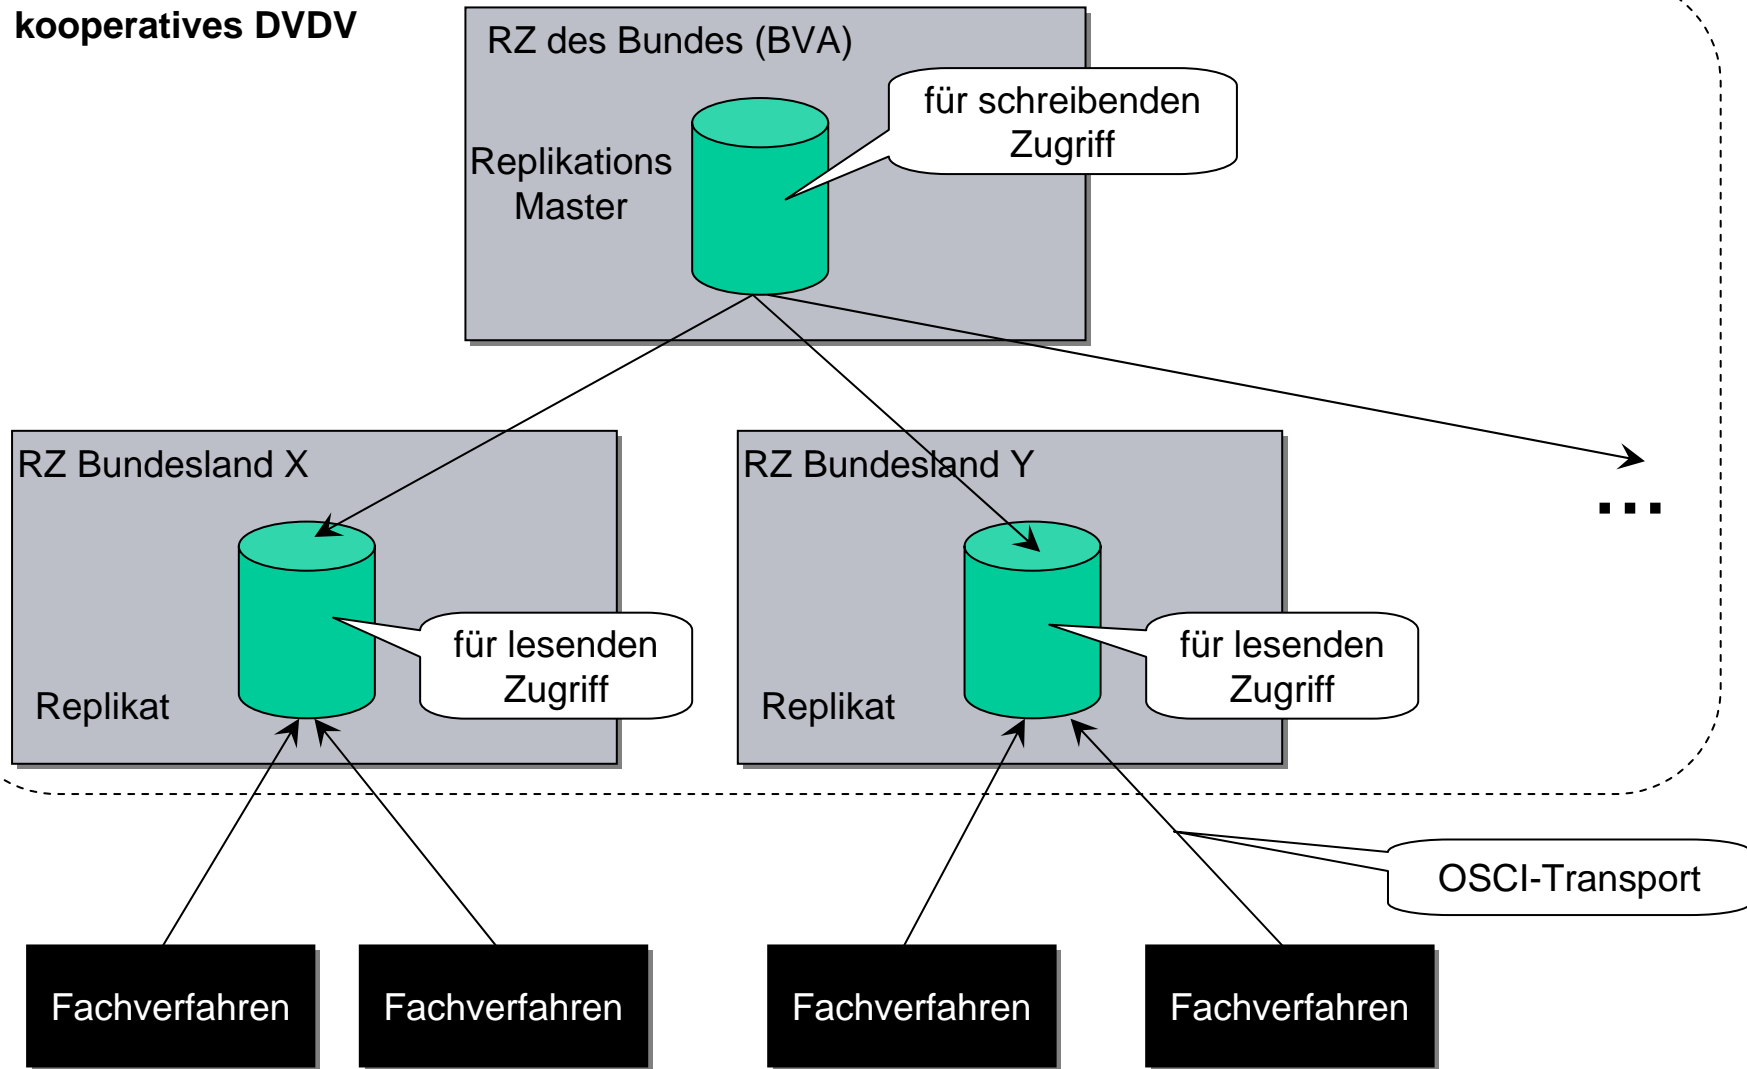 kooperatives DVDV
RZ des Bundes (BVA)
für schreibenden
Zugriff
Replikations
Master
RZ Bundesland X
RZ Bundesland Y
...
für lesenden
Zugriff
Replikat
für lesenden
Zugriff
Replikat
OSCI-Transport
Fachverfahren
Fachverfahren
Fachverfahren
Fachverfahren